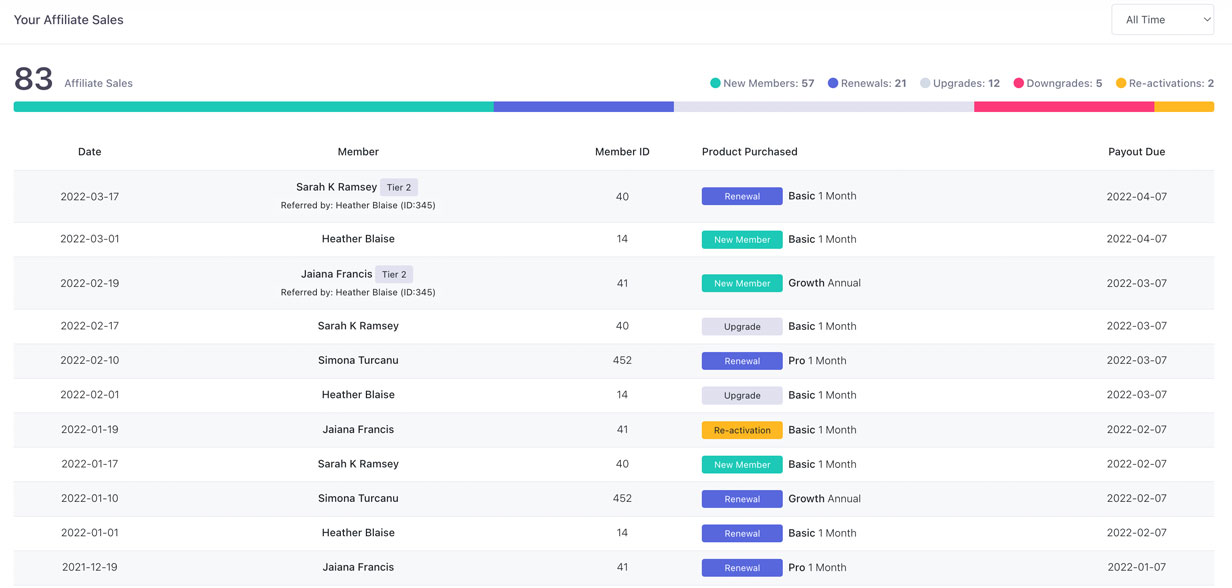 Your Affiliate Sales
All Time
83 Affiliate Sales
New Members: 57 Renewals: 21 Upgrades: 12 Downgrades: 5 Re-activations: 2
Date Member Member ID Product Purchased Payout Due
Sarah K Ramsey Tier 2
2022-03-17 40 Renewal Basic 1 Month 2022-04-07
Referred by: Heather Blaise (ID:345)
2022-03-01 Heather Blaise 14 New Member Basic 1 Month 2022-04-07
Jaiana Francis Tier 2
2022-02-19 41 New Member Growth Annual 2022-03-07
Referred by: Heather Blaise (ID:345)
2022-02-17 Sarah K Ramsey 40 Upgrade Basic 1 Month 2022-03-07
2022-02-10 Simona Turcanu 452 Renewal Pro 1 Month 2022-03-07
2022-02-01 Heather Blaise 14 Upgrade Basic 1 Month 2022-03-07
2022-01-19 Jaiana Francis 41 Re-activation Basic 1 Month 2022-02-07
2022-01-17 Sarah K Ramsey 40 New Member Basic 1 Month 2022-02-07
2022-01-10 Simona Turcanu 452 Renewal Growth Annual 2022-02-07
2022-01-01 Heather Blaise 14 Renewal Basic 1 Month 2022-02-07
2021-12-19 Jaiana Francis 41 Renewal Pro 1 Month 2022-01-07